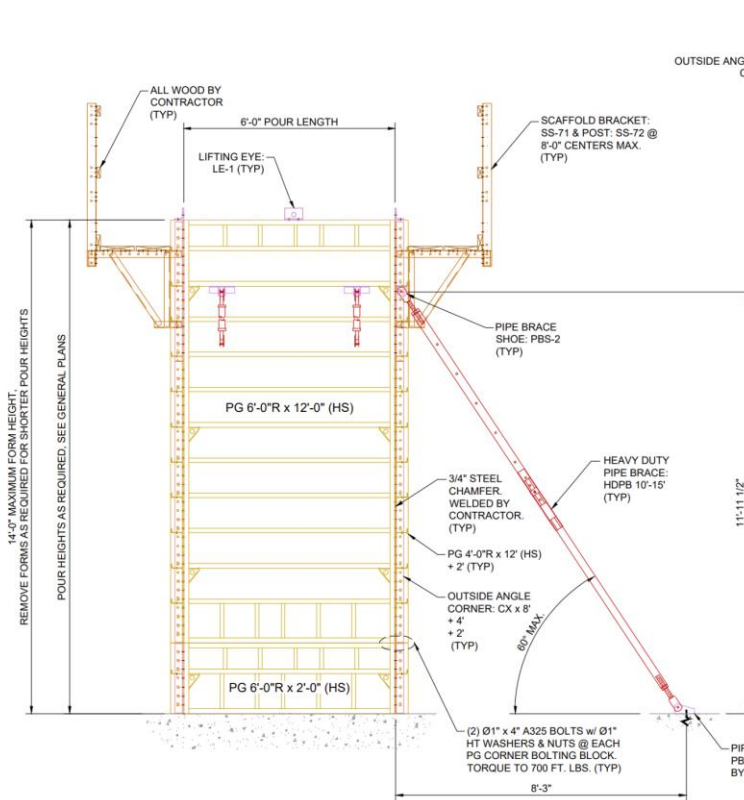 OUTSIDE ANG
ALL WOOD BY
CONTRACTOR
(TYP)
6'-0" POUR LENGTH
LIFTING EYE:
LE-1 (TYP)
SCAFFOLD BRACKET:
SS-71 & POST: SS-72 @
8'-0" CENTERS MAX.
(TYP)
14'-0" MAXIMUM FORM HEIGHT,
REMOVE FORMS AS REQUIRED FOR SHORTER POUR HEIGHTS
POUR HEIGHTS AS REQUIRED, SEE GENERAL PLANS
PIPE BRACE
SHOE: PBS-2
(TYP)
PG 6'-0"R x 12'-0" (HS)
HEAVY DUTY
PIPE BRACE:
HDPB 10'-15'
(TYP)
3/4" STEEL
CHAMFER.
WELDED BY
CONTRACTOR.
(TYP)
11'-11 1/2"
PG 4'-0"R x 12' (HS)
+ 2' (TYP)
OUTSIDE ANGLE
CORNER: CX x 8'
+ 4'
+ 2'
(TYP)
60° MAX.
PG 6'-0"R x 2'-0" (HS)
(2) Ø1" x 4" A325 BOLTS w/ Ø1"
HT WASHERS & NUTS @ EACH
PG CORNER BOLTING BLOCK.
TORQUE TO 700 FT. LBS. (TYP)
PIP
PB
BY
8'-3"